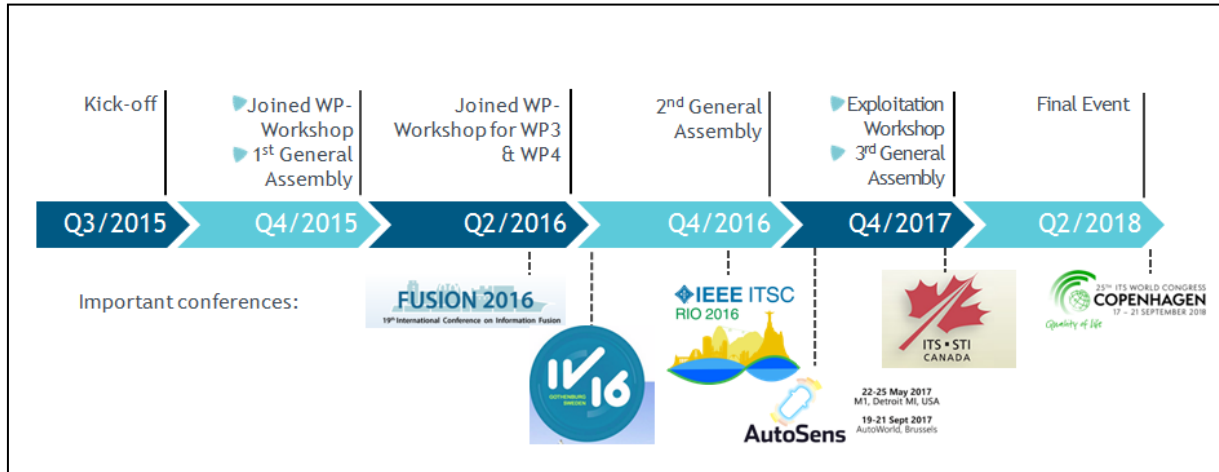 Kick-off
Joined WP-
Workshop
1st General
Assembly
Joined WP-
Workshop for WP3
& WP4
2nd General
Assembly
Exploitation
Workshop
3rd General
Assembly
Final Event
Q3/2015
Q4/2015
Q2/2016
Q4/2016
Q4/2017
Q2/2018
Important conferences:
FUSION 2016
19th International Conference on Information Fusion
IV16
GOTHENBURG
SWEDEN
IEEE ITSC
RIO 2016
AutoSens
22-25 May 2017
M1, Detroit MI, USA
19-21 Sept 2017
AutoWorld, Brussels
ITS ▪ STI
CANADA
25TH ITS WORLD CONGRESS
COPENHAGEN
17 – 21 SEPTEMBER 2018
Quality of life